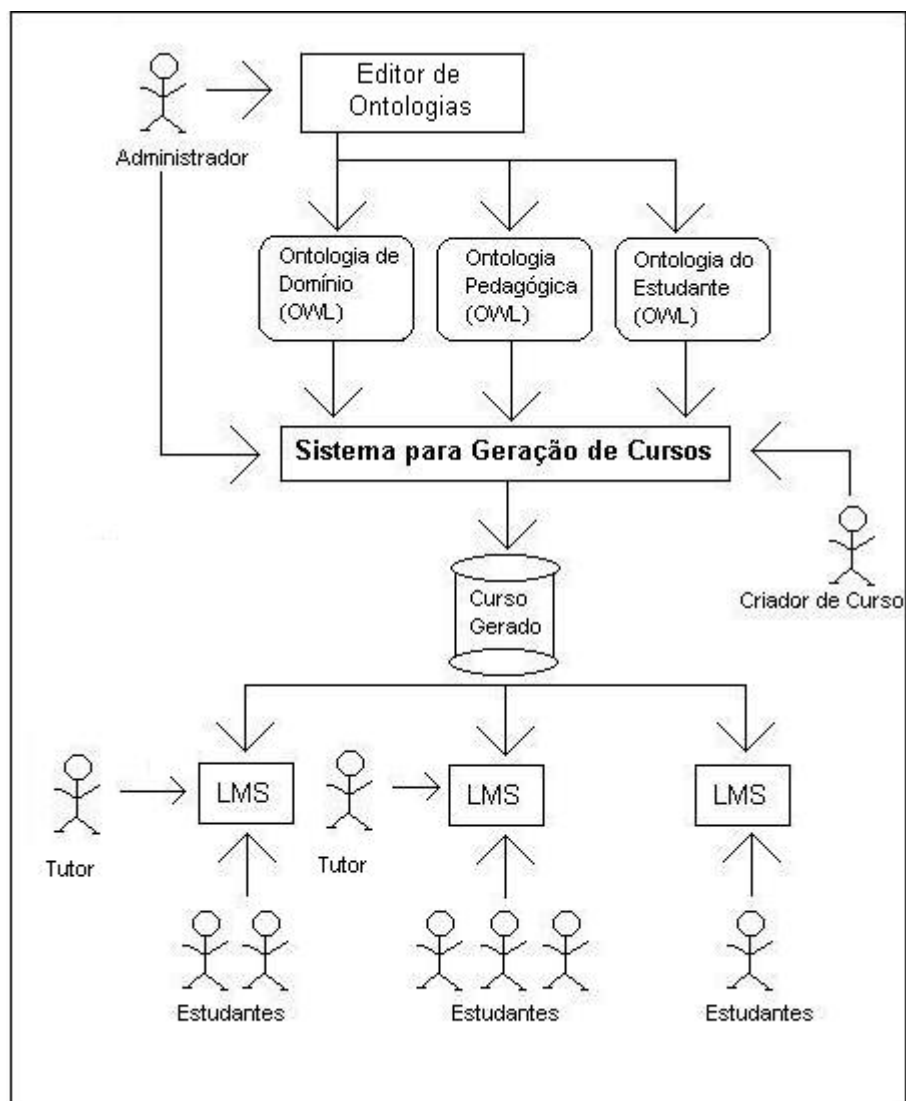 Editor de
Ontologias
Administrador
Ontologia de
Domínio
(OWL)
Ontologia
Pedagógica
(OWL)
Ontologia do
Estudante
(OWL)
Sistema para Geração de Cursos
Criador de Curso
Curso
Gerado
LMS
LMS
LMS
Tutor
Tutor
Estudantes
Estudantes
Estudantes